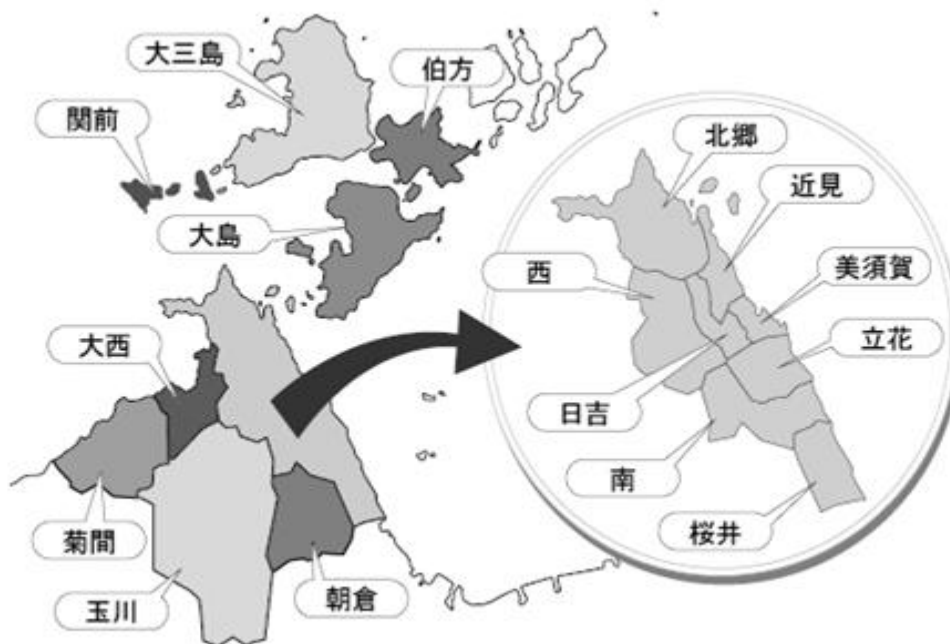 大三島
伯方
関前
大島
大西
菊間
玉川
朝倉
北郷
近見
西
美須賀
立花
日吉
南
桜井